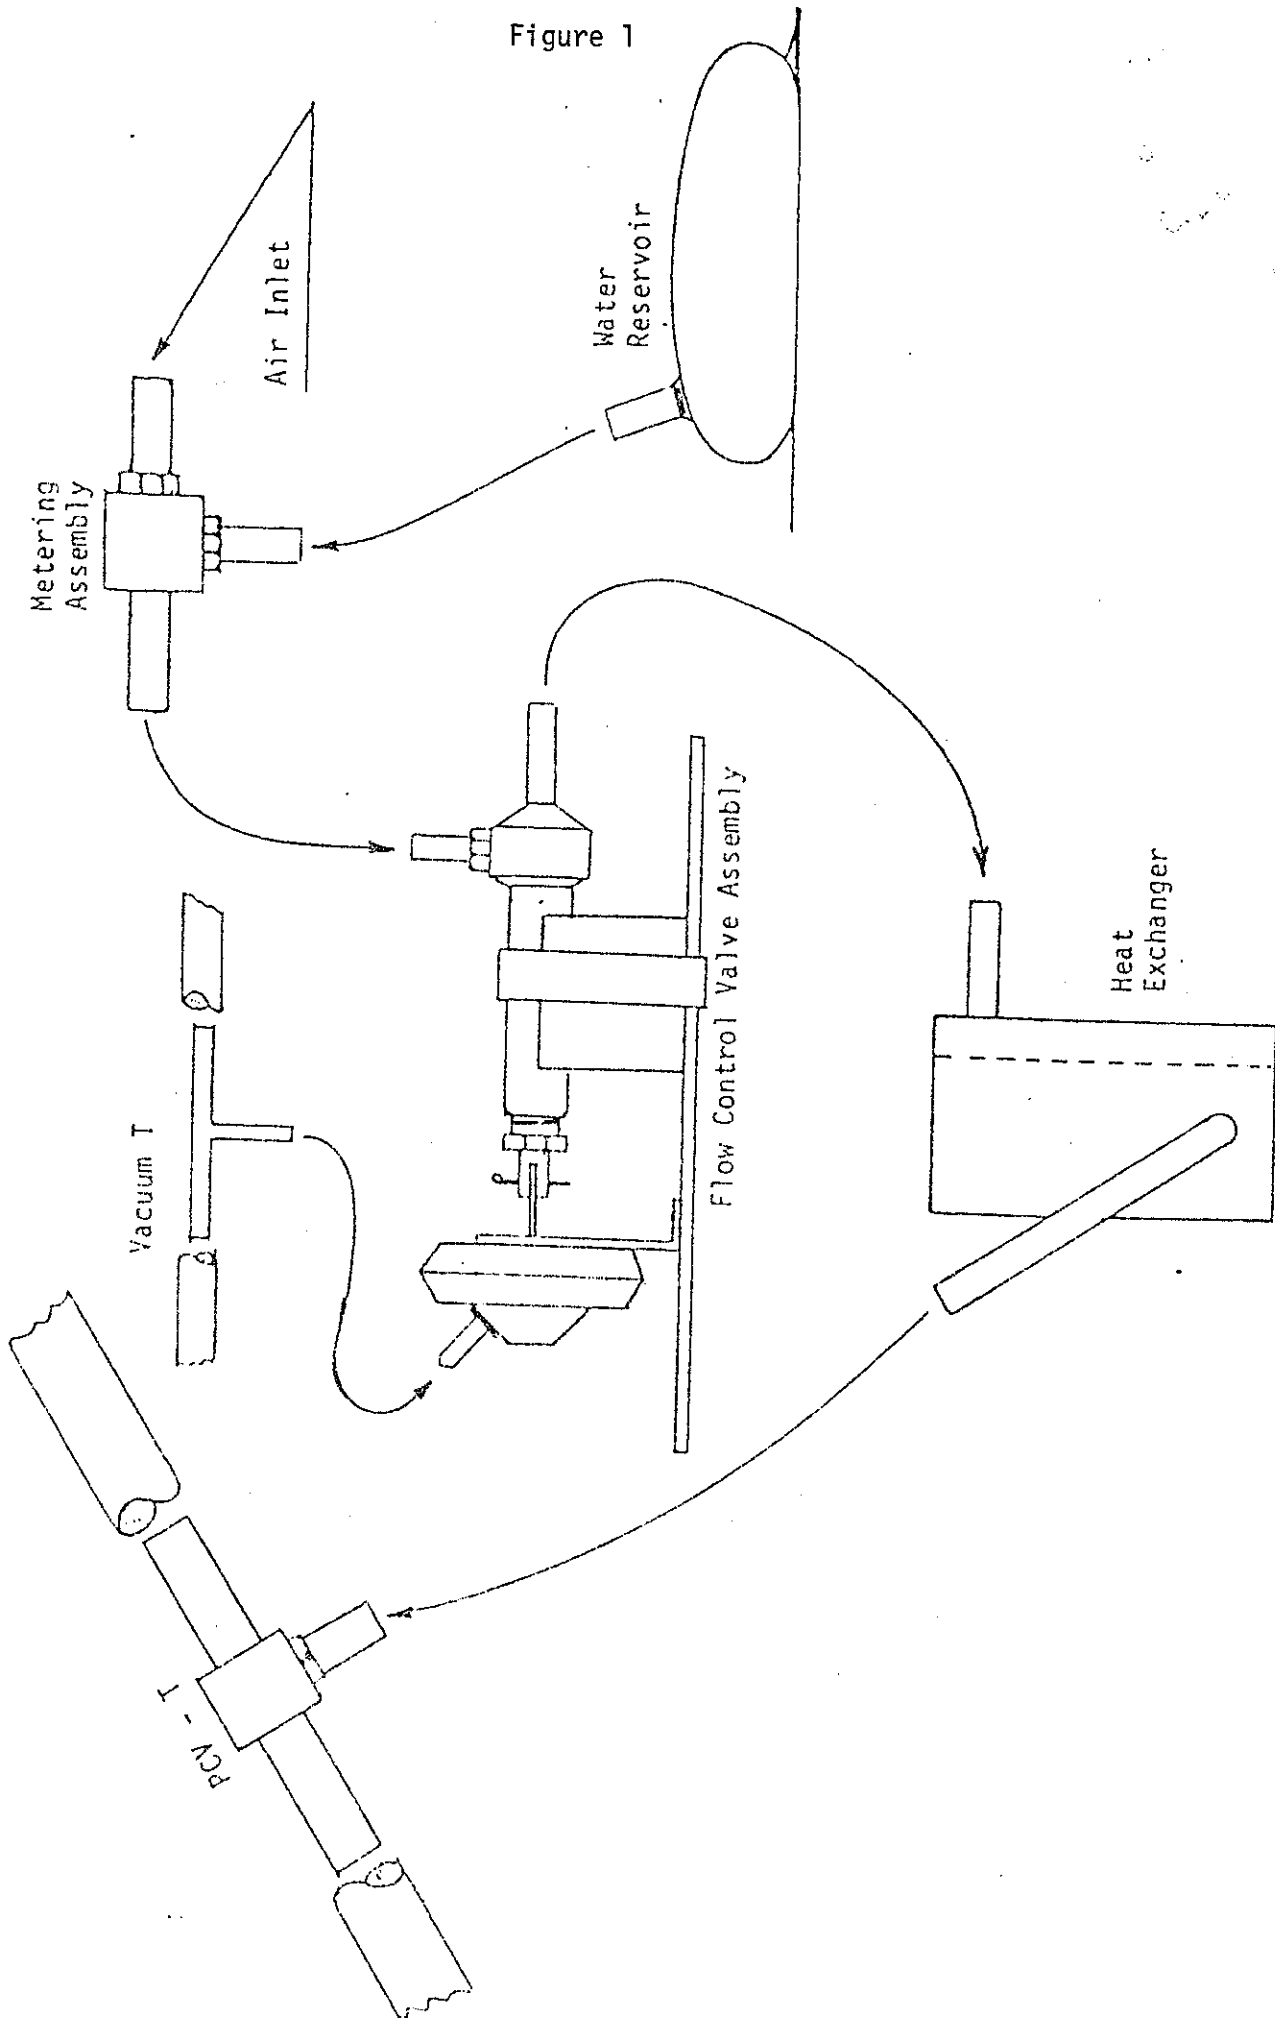 Figure 1
Metering
Assembly
Air Inlet
Water
Reservoir
Vacuum T
Flow Control Valve Assembly
Heat
Exchanger
PCV - T